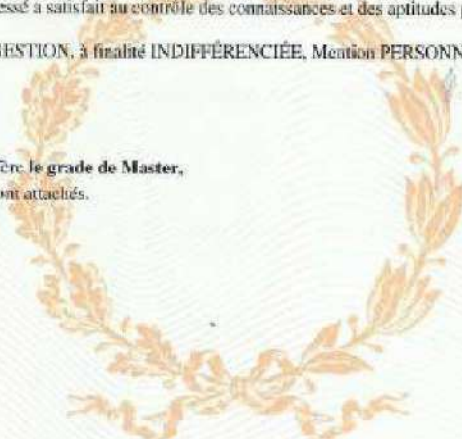 essé a satisfait au contrôle des connaissances et des aptitudes
GESTION, à finalité INDIFFÉRENCIÉE, Mention PERSONN
ère le grade de Master,
ont attachés.